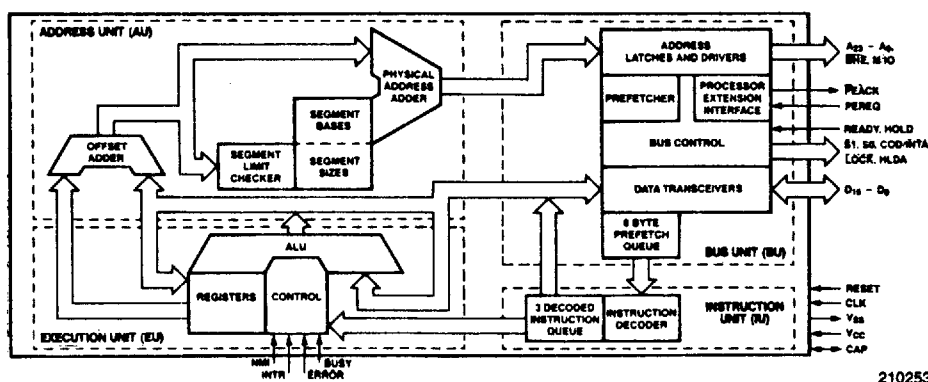 ADDRESS UNIT (AU)
OFFSET
ADDER
SEGMENT
LIMIT
CHECKER
SEGMENT
BASES
SEGMENT
SIZES
PHYSICAL
ADDRESS
ADDER
ADDRESS
LATCHES AND DRIVERS
PREFETCHER
PROCESSOR
EXTENSION
INTERFACE
BUS CONTROL
DATA TRANSCEIVERS
6 BYTE
PREFETCH
QUEUE
BUS UNIT (BU)
A23 – A0,
BHE, M/IO
PEACK
PEREQ
READY, HOLD
S1, S0, COD/INTA
LOCK, HLDA
D15 – D0
ALU
REGISTERS
CONTROL
EXECUTION UNIT (EU)
NMI
INTR
ERROR
BUSY
3 DECODED
INSTRUCTION
QUEUE
INSTRUCTION
DECODER
INSTRUCTION
UNIT (IU)
RESET
CLK
VSS
VCC
CAP
210253